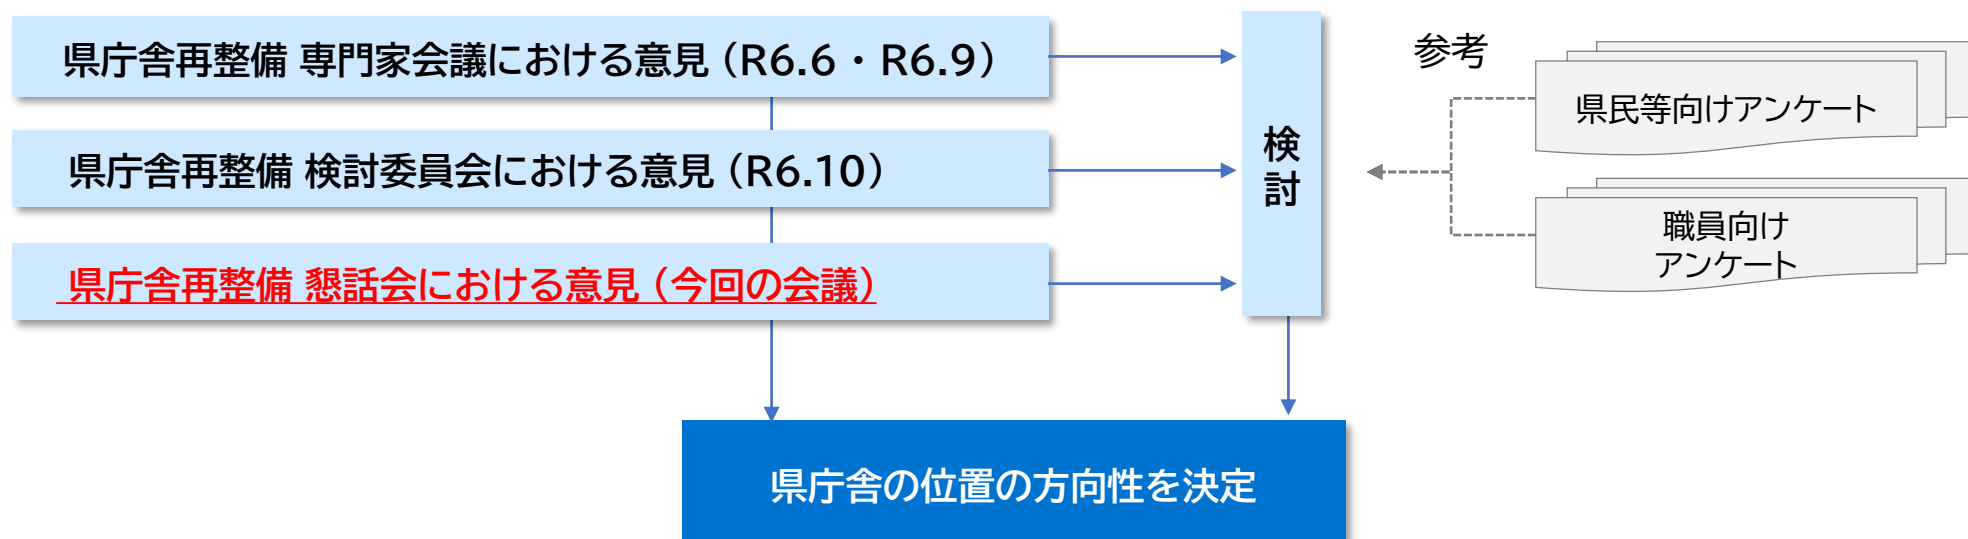 県庁舎再整備 専門家会議における意見（R6.6・R6.9）
県庁舎再整備 検討委員会における意見（R6.10）
県庁舎再整備 懇話会における意見（今回の会議）
検討
参考
県民等向けアンケート
職員向け
アンケート
県庁舎の位置の方向性を決定